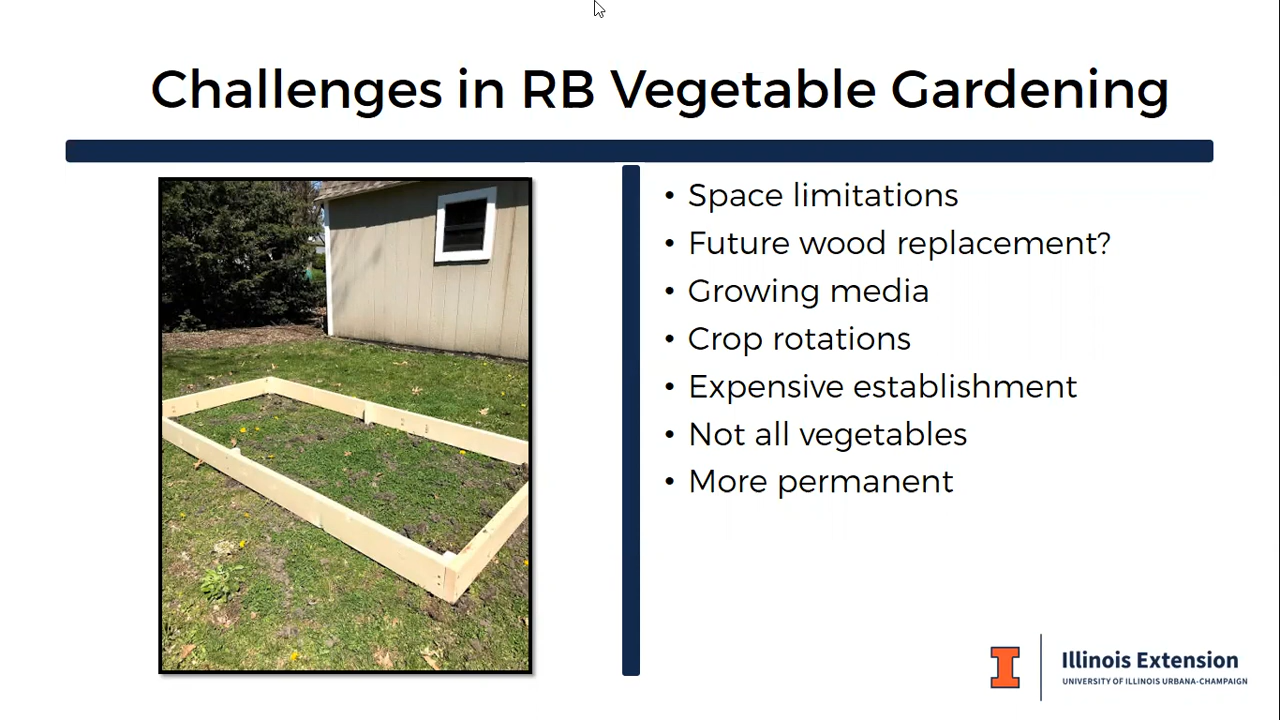 Challenges in RB Vegetable Gardening
• Space limitations
• Future wood replacement?
• Growing media
• Crop rotations
• Expensive establishment
• Not all vegetables
• More permanent
Illinois Extension
UNIVERSITY OF ILLINOIS URBANA-CHAMPAIGN